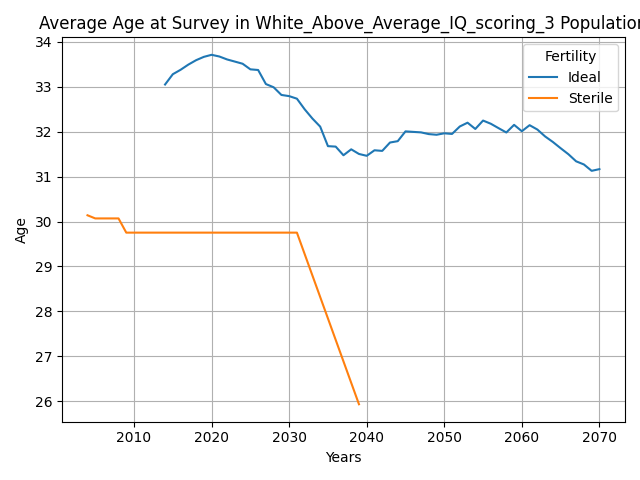 Average Age at Survey in White_Above_Average_IQ_scoring_3 Population
Fertility
Ideal
Sterile
Age
34
33
32
31
30
29
28
27
26
2010 2020 2030 2040 2050 2060 2070
Years